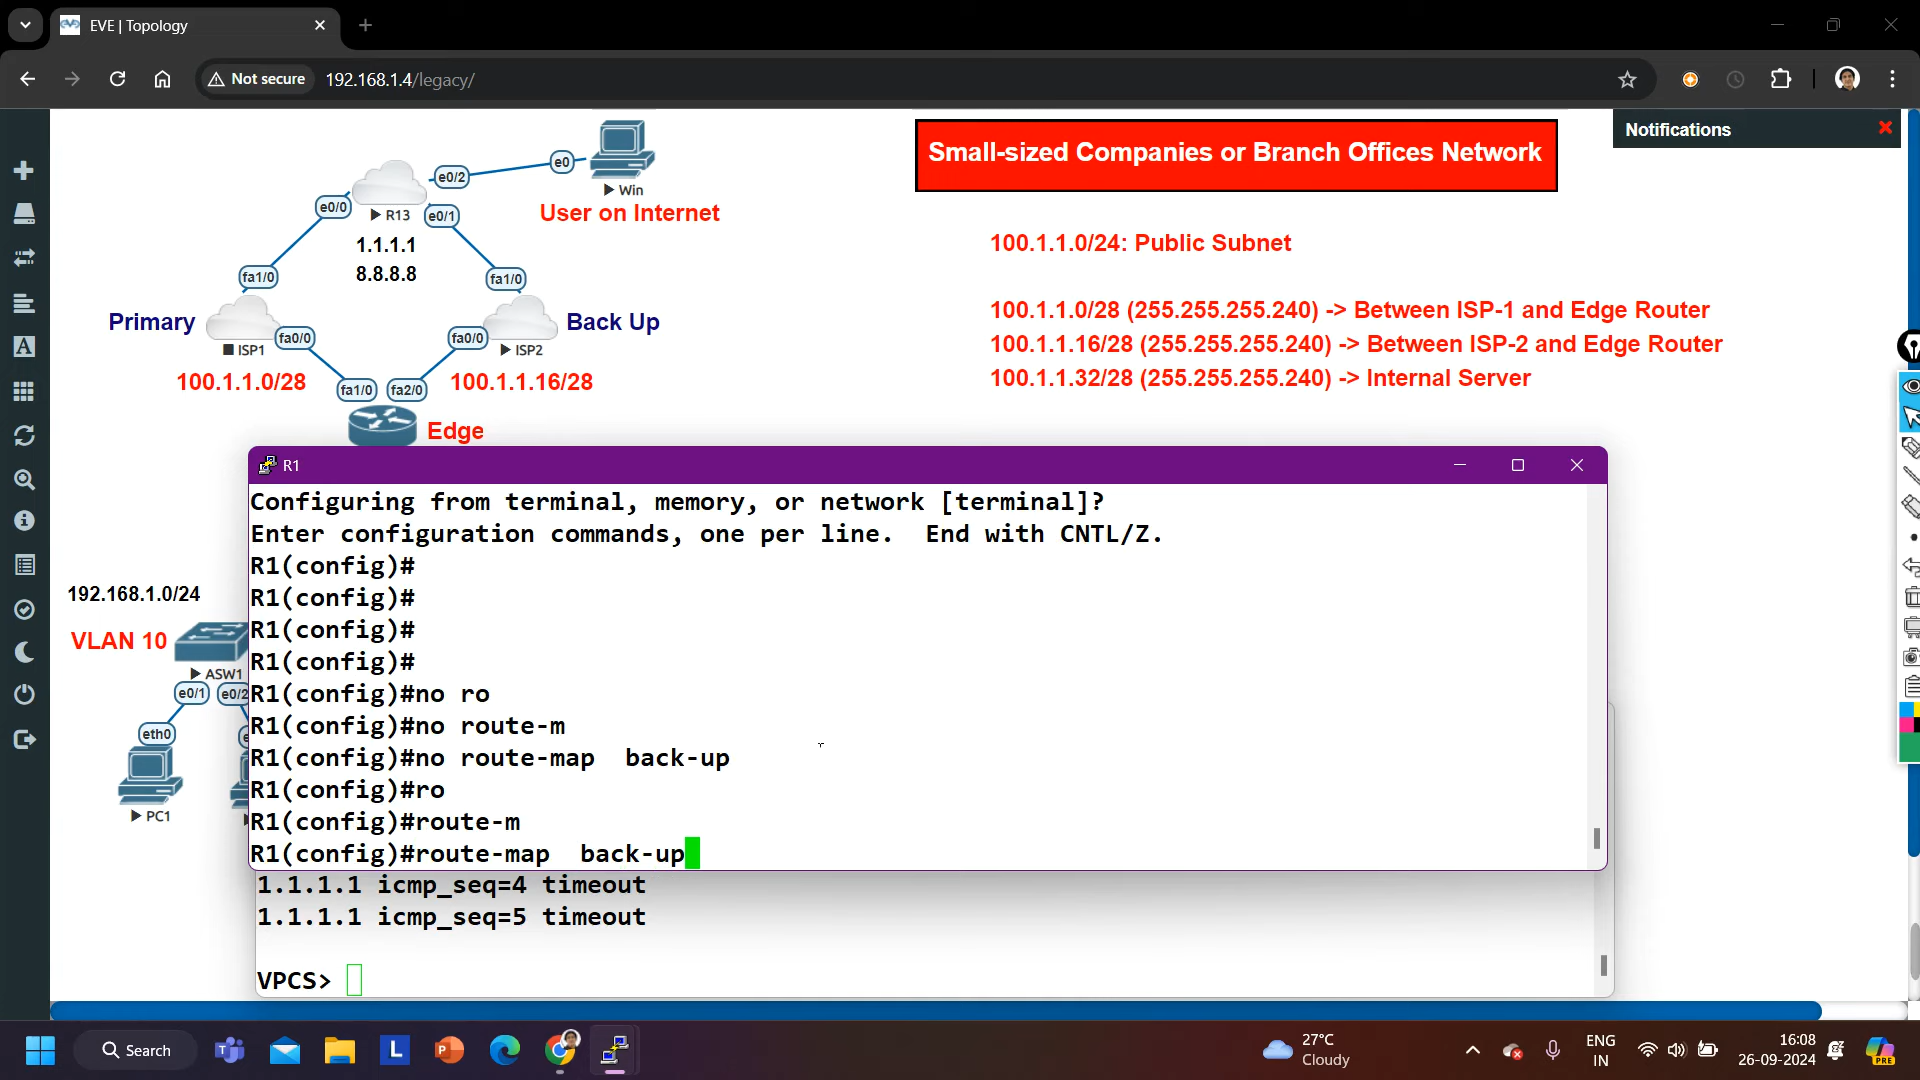 EVE | Topology
Not secure
192.168.1.4/legacy/
Small-sized Companies or Branch Offices Network
Notifications
e0/2
e0
Win
User on Internet
e0/0
R13
e0/1
1.1.1.1
8.8.8.8
100.1.1.0/24: Public Subnet
fa1/0
fa1/0
Primary
Back Up
100.1.1.0/28 (255.255.255.240) -> Between ISP-1 and Edge Router
100.1.1.16/28 (255.255.255.240) -> Between ISP-2 and Edge Router
100.1.1.32/28 (255.255.255.240) -> Internal Server
fa0/0
fa0/0
ISP1
ISP2
100.1.1.0/28
100.1.1.16/28
fa1/0
fa2/0
Edge
R1
Configuring from terminal, memory, or network [terminal]?
Enter configuration commands, one per line.  End with CNTL/Z.
R1(config)#
R1(config)#
R1(config)#
R1(config)#
R1(config)#no ro
R1(config)#no route-m
R1(config)#no route-map  back-up
R1(config)#ro
R1(config)#route-m
R1(config)#route-map  back-up
1.1.1.1 icmp_seq=4 timeout
1.1.1.1 icmp_seq=5 timeout
VPCS>
192.168.1.0/24
VLAN 10
ASW1
e0/1
e0/2
eth0
PC1
Search
27°C
Cloudy
ENG
IN
16:08
26-09-2024
PRE